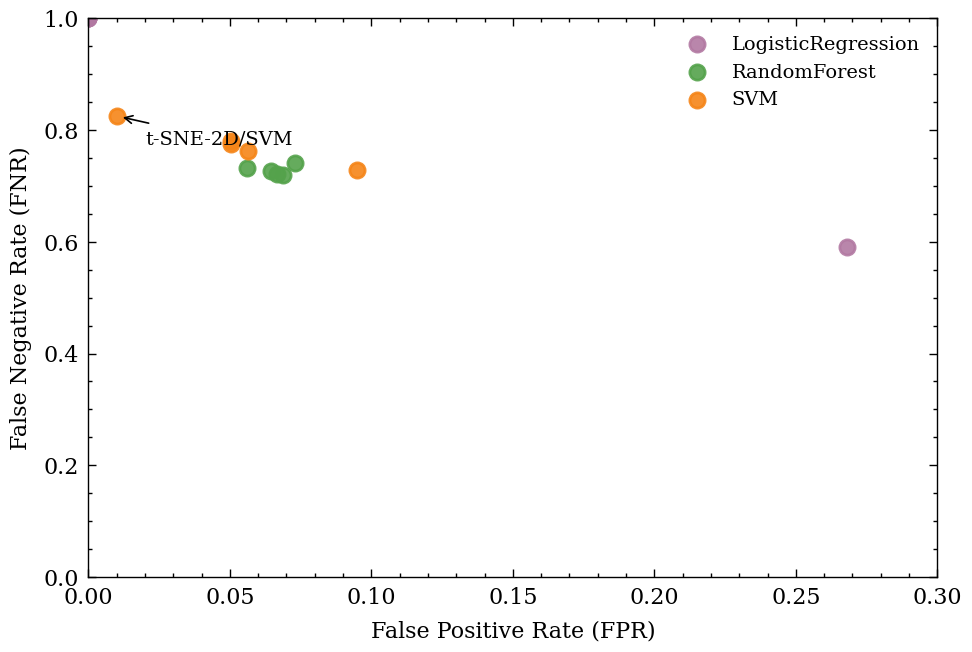 1.0
0.8
0.6
0.4
0.2
0.0
False Negative Rate (FNR)
LogisticRegression
RandomForest
SVM
t-SNE-2D/SVM
0.00
0.05
0.10
0.15
0.20
0.25
0.30
False Positive Rate (FPR)